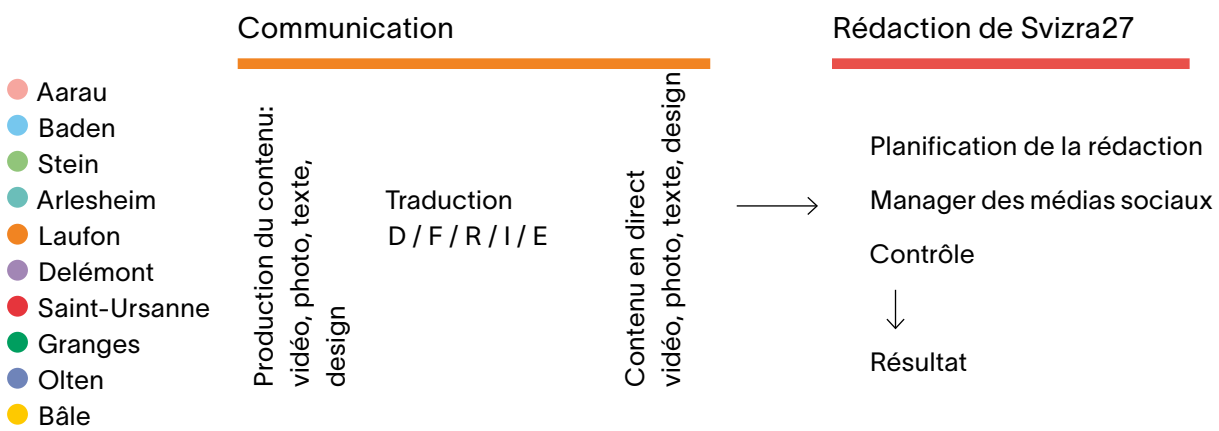 Communication
Rédaction de Svizra27
Aarau
Baden
Stein
Arlesheim
Laufon
Delémont
Saint-Ursanne
Granges
Olten
Bâle
Production du contenu:
vidéo, photo, texte,
design
Traduction
D / F / R / I / E
Contenu en direct
vidéo, photo, texte, design
Planification de la rédaction
Manager des médias sociaux
Contrôle
Résultat